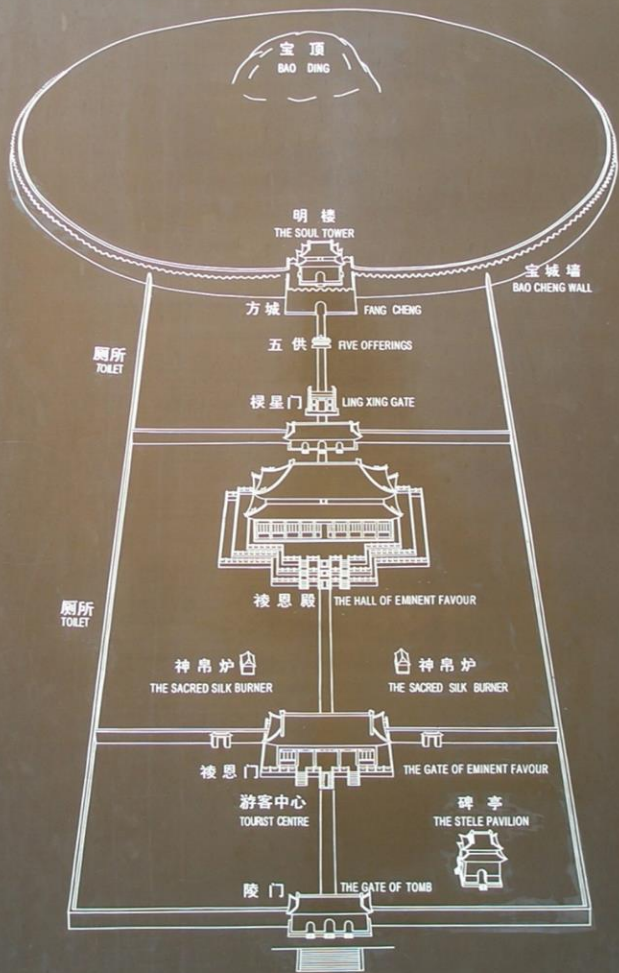 宝 顶
BAO DING
明 楼
THE SOUL TOWER
宝城墙
BAO CHENG WALL
方城
FANG CHENG
五 供
FIVE OFFERINGS
厕所
TOILET
棂星门
LING XING GATE
祾恩殿
THE HALL OF EMINENT FAVOUR
厕所
TOILET
神帛炉
THE SACRED SILK BURNER
神帛炉
THE SACRED SILK BURNER
祾恩门
THE GATE OF EMINENT FAVOUR
游客中心
TOURIST CENTRE
碑 亭
THE STELE PAVILION
陵门
THE GATE OF TOMB